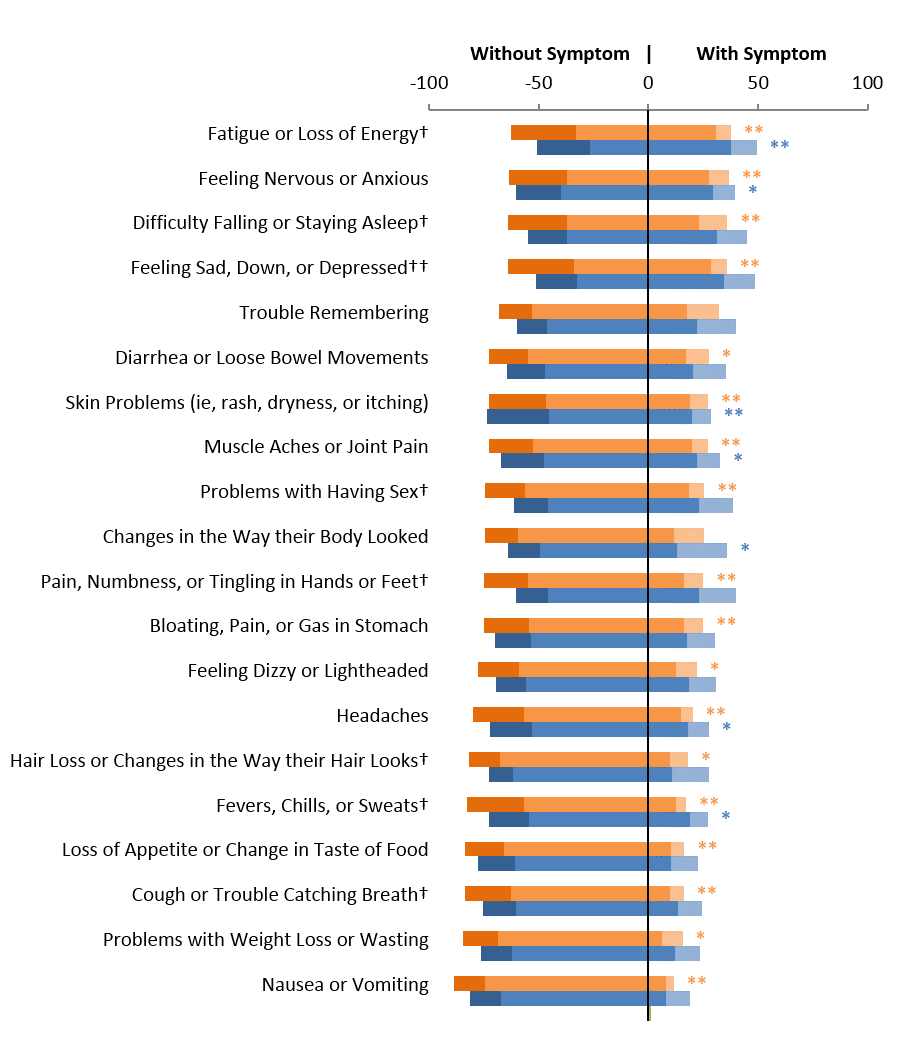 Without Symptom | With Symptom
-100 -50 0 50 100
Fatigue or Loss of Energy† **
**
Feeling Nervous or Anxious **
*
Difficulty Falling or Staying Asleep† **
Feeling Sad, Down, or Depressed†† **
Trouble Remembering
Diarrhea or Loose Bowel Movements *
Skin Problems (ie, rash, dryness, or itching) **
**
Muscle Aches or Joint Pain **
*
Problems with Having Sex† **
Changes in the Way their Body Looked
*
Pain, Numbness, or Tingling in Hands or Feet† **
Bloating, Pain, or Gas in Stomach **
Feeling Dizzy or Lightheaded *
Headaches **
*
Hair Loss or Changes in the Way their Hair Looks† *
Fevers, Chills, or Sweats† **
*
Loss of Appetite or Change in Taste of Food **
Cough or Trouble Catching Breath† **
Problems with Weight Loss or Wasting *
Nausea or Vomiting **